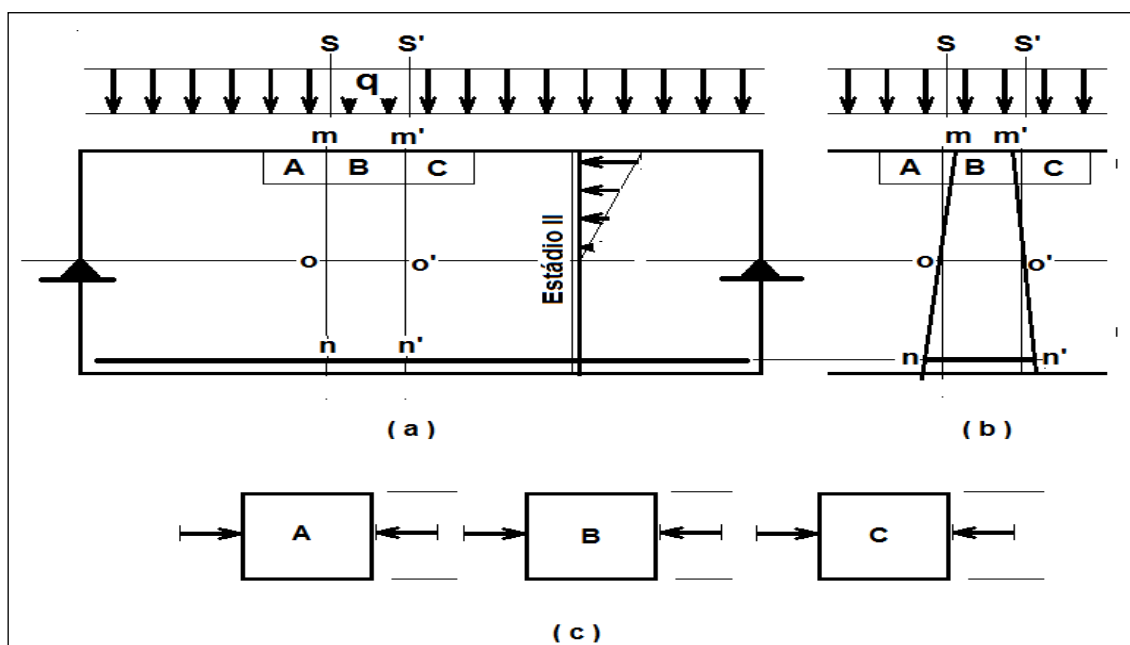 S S' S S'
q
m m' m m'
A B C A B C
Estádio II
o o' o o'
n n' n n'
( a ) ( b )
A B C
( c )